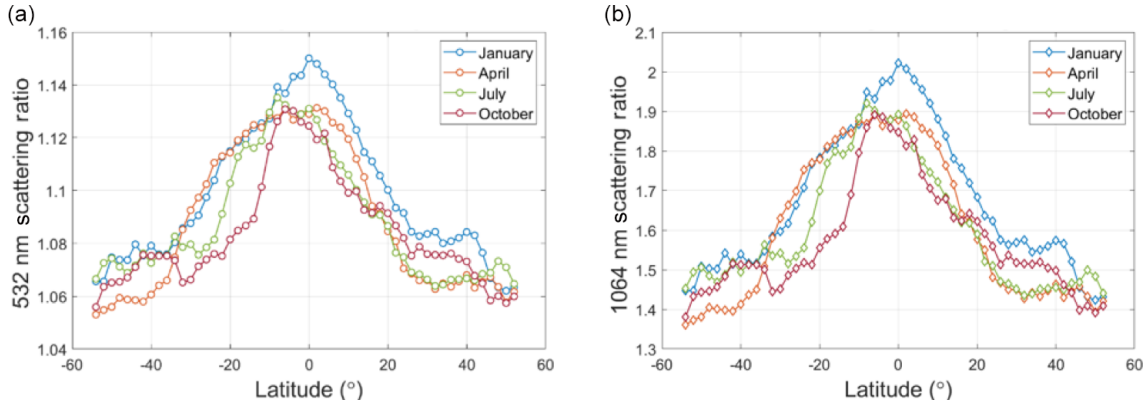 (a)
1.16
1.14
1.12
1.1
1.08
1.06
1.04
532 nm scattering ratio
-60
-40
-20
0
20
40
60
Latitude (°)
January
April
July
October
(b)
2.1
2
1.9
1.8
1.7
1.6
1.5
1.4
1.3
1064 nm scattering ratio
-60
-40
-20
0
20
40
60
Latitude (°)
January
April
July
October